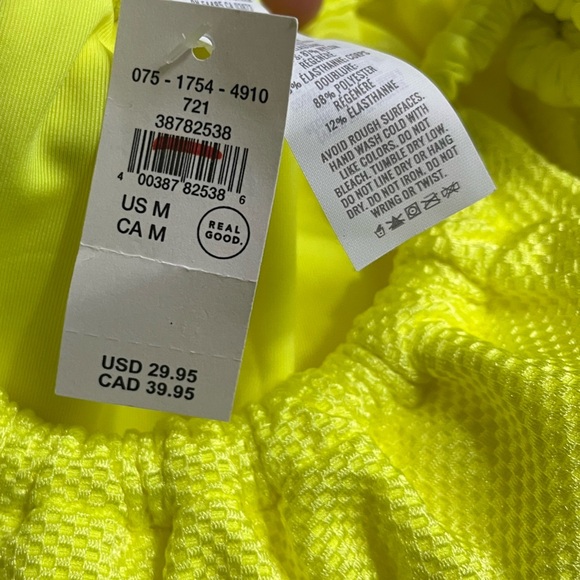 075 - 1754 - 4910
721
38782538
4 00387 82538 6
US M
CA M
REAL
GOOD.
USD 29.95
CAD 39.95
RÉGÉNÉRÉ
ÉLASTHANNE CORPS
DOUBLURE:
88% POLYESTER
RÉGÉNÉRÉ
12% ÉLASTHANNE
AVOID ROUGH SURFACES.
HAND WASH COLD WITH
LIKE COLORS. DO NOT
BLEACH. TUMBLE DRY LOW.
DO NOT LINE DRY OR HANG
DRY. DO NOT IRON. DO NOT
WRING OR TWIST.